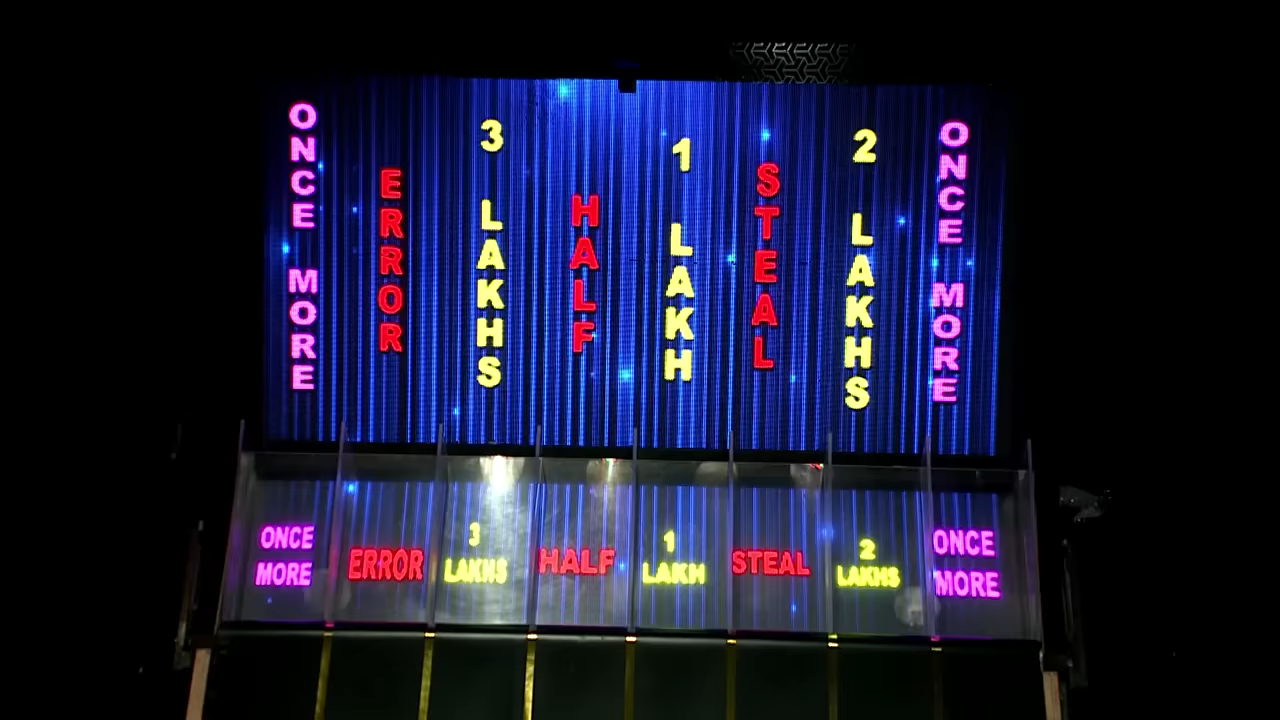 ONCE MORE
ERROR
3 LAKHS
HALF
1 LAKH
STEAL
2 LAKHS
ONCE MORE
ONCE
MORE
ERROR
3
LAKHS
HALF
1
LAKH
STEAL
2
LAKHS
ONCE
MORE